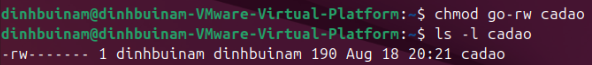 dinhbuinam@dinhbuinam-VMware-Virtual-Platform:~$ chmod go-rw cadao
dinhbuinam@dinhbuinam-VMware-Virtual-Platform:~$ ls -l cadao
-rw------- 1 dinhbuinam dinhbuinam 190 Aug 18 20:21 cadao